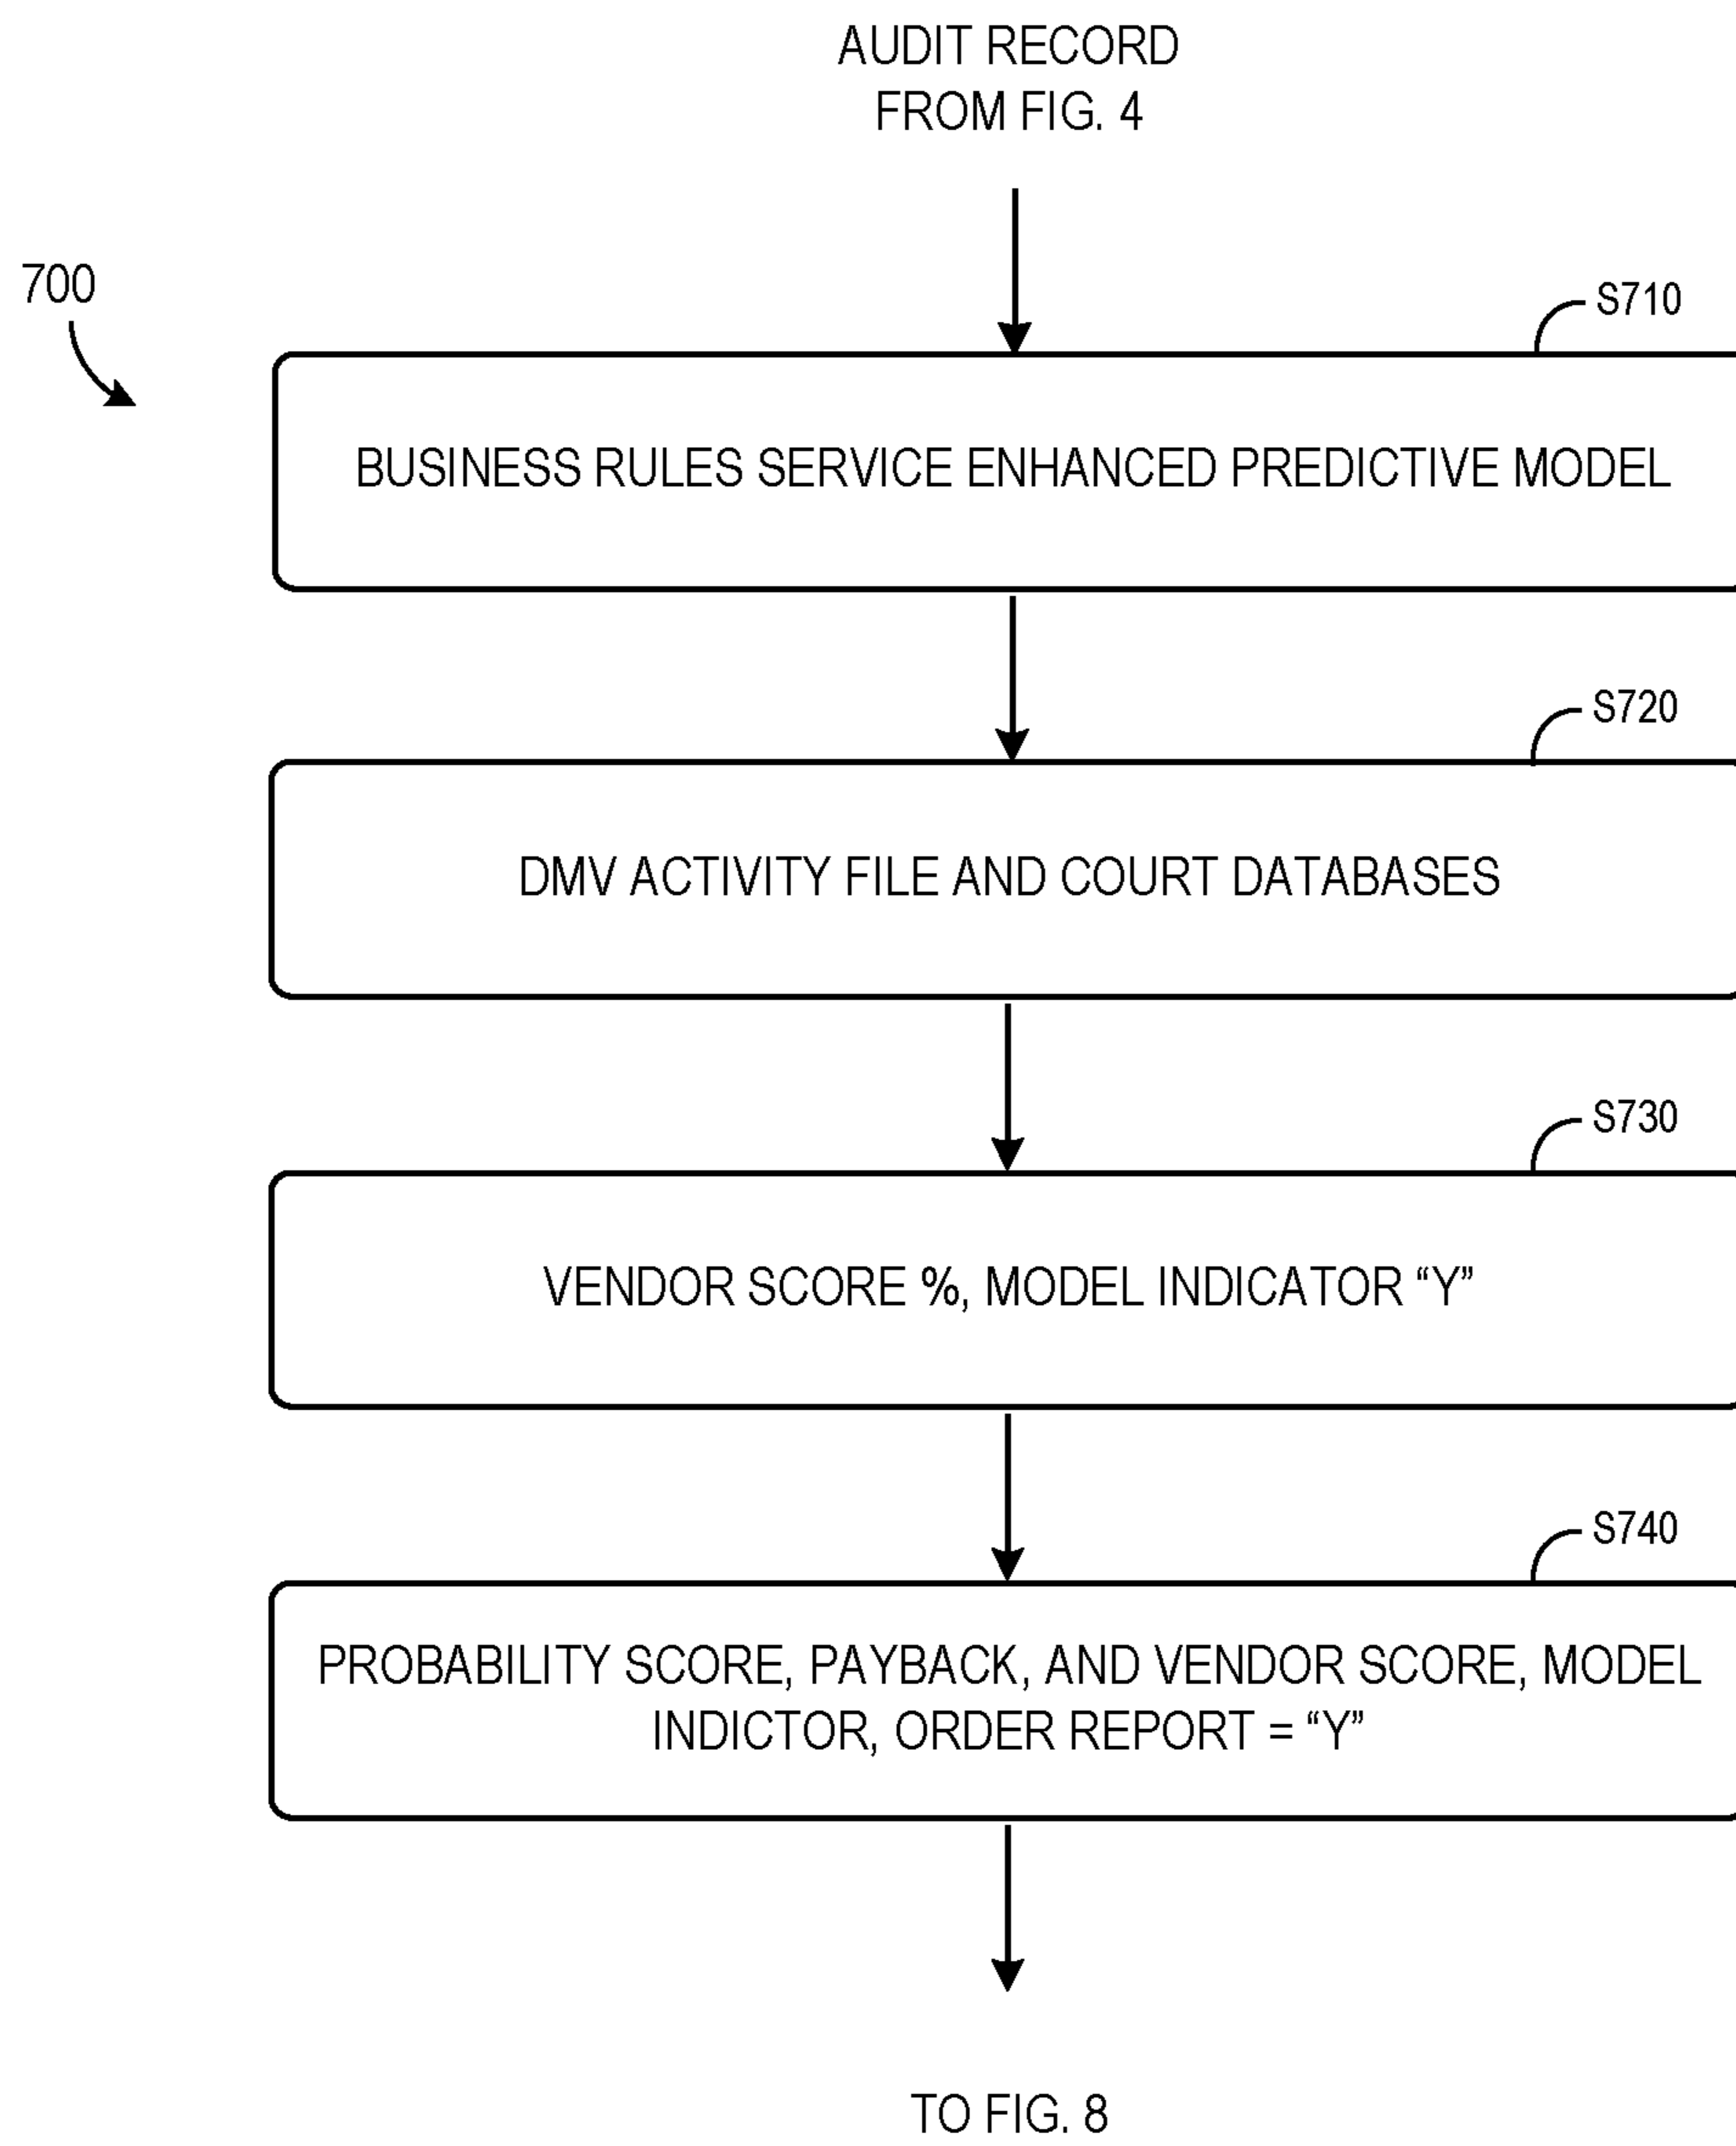 AUDIT RECORD
FROM FIG. 4
700
S710
BUSINESS RULES SERVICE ENHANCED PREDICTIVE MODEL
S720
DMV ACTIVITY FILE AND COURT DATABASES
S730
VENDOR SCORE %, MODEL INDICATOR “Y”
S740
PROBABILITY SCORE, PAYBACK, AND VENDOR SCORE, MODEL
INDICTOR, ORDER REPORT = “Y”
TO FIG. 8